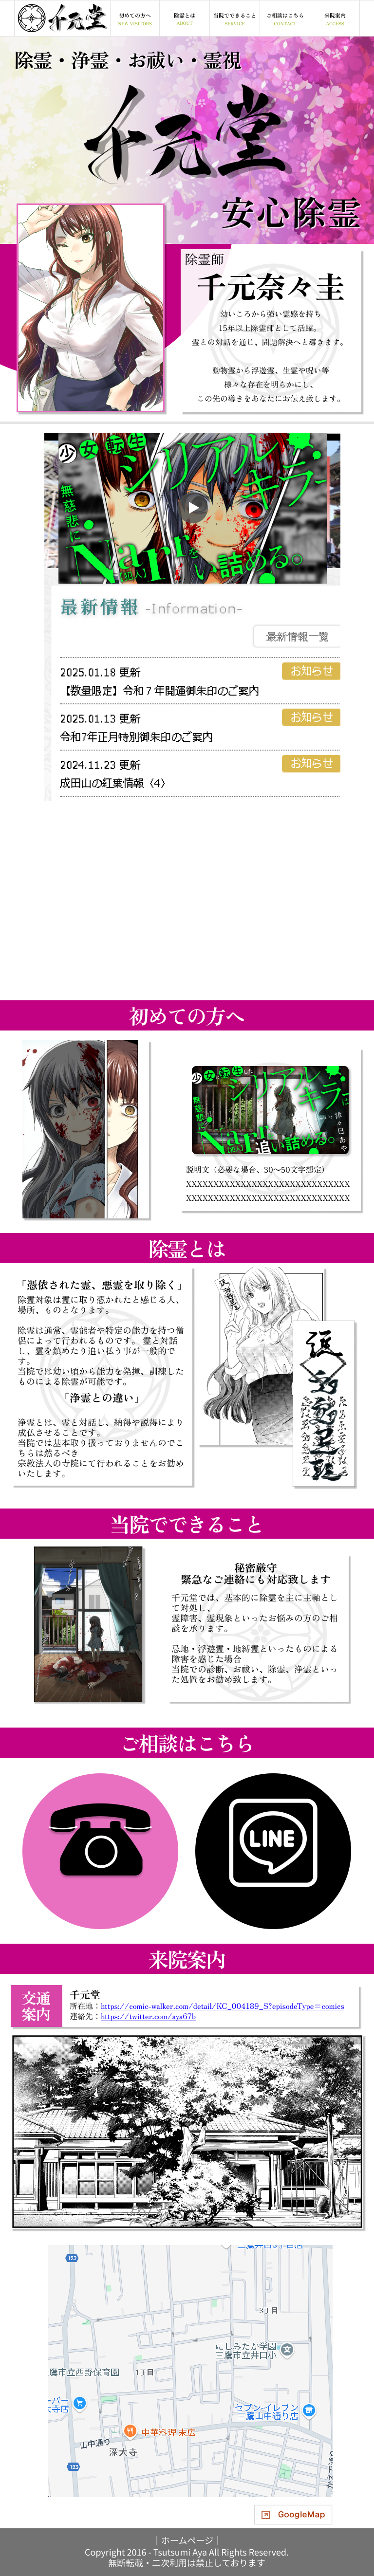 千元堂
初めての方へ
NEW VISITORS
除霊とは
ABOUT
当院でできること
SERVICE
ご相談はこちら
CONTACT
来院案内
ACCESS
除霊・浄霊・お祓い・霊視
千元堂
安心除霊
除霊師
千元奈々圭
幼いころから強い霊感を持ち
15年以上除霊師として活躍。
霊との対話を通じ、問題解決へと導きます。
動物霊から浮遊霊、生霊や呪い等
様々な存在を明らかにし、
この先の導きをあなたにお伝え致します。
少女転生
シリアルキラー
無慈悲に
Narrを
い詰める。
最新情報 -Information-
最新情報一覧
2025.01.18 更新
お知らせ
【数量限定】令和7年開運御朱印のご案内
2025.01.13 更新
お知らせ
令和7年正月特別御朱印のご案内
2024.11.23 更新
お知らせ
成田山の紅葉情報〈4〉
初めての方へ
少女転生
シリアルキラー
無慈悲に
Narrを
追い詰める。
津々巳あや
説明文（必要な場合、30〜50文字想定）
XXXXXXXXXXXXXXXXXXXXXXXXXXXXXX
XXXXXXXXXXXXXXXXXXXXXXXXXXXXXX
除霊とは
「憑依された霊、悪霊を取り除く」
除霊対象は霊に取り憑かれたと感じる人、
場所、ものとなります。
除霊は通常、霊能者や特定の能力を持つ僧
侶によって行われるものです。 霊と対話
し、霊を鎮めたり追い払う事が一般的で
す。
当院では幼い頃から能力を発揮、訓練した
ものによる除霊が可能です。
「浄霊との違い」
浄霊とは、霊と対話し、納得や説得により
成仏させることです。
当院では基本取り扱っておりませんのでこ
ちらは然るべき
宗教法人の寺院にて行われることをお勧め
いたします。
当院でできること
秘密厳守
緊急なご連絡にも対応致します
千元堂では、基本的に除霊を主に主軸とし
て対処し、
霊障害、霊現象といったお悩みの方のご相
談を承ります。
忌地・浮遊霊・地縛霊といったものによる
障害を感じた場合
当院での診断、お祓い、除霊、浄霊といっ
た処置をお勧め致します。
ご相談はこちら
LINE
来院案内
交通
案内
千元堂
所在地：https://comic-walker.com/detail/KC_004189_S?episodeType=comics
連絡先：https://twitter.com/aya67b
123
3丁目
にしみたか学園
三鷹市立井口小
鷹市立西野保育園
1丁目
セブン-イレブン
三鷹山中通り店
中華料理 末広
山中通り
深大寺
123
GoogleMap
｜ホームページ｜
Copyright 2016 - Tsutsumi Aya All Rights Reserved.
無断転載・二次利用は禁止しております